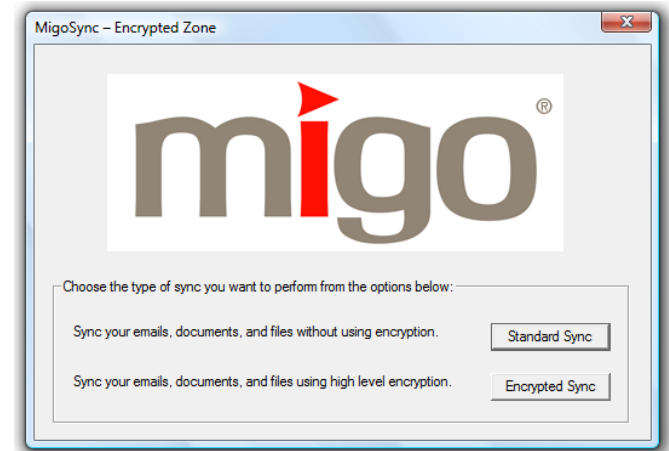 MigoSync – Encrypted Zone
migo®
Choose the type of sync you want to perform from the options below:
Sync your emails, documents, and files without using encryption.
Standard Sync
Sync your emails, documents, and files using high level encryption.
Encrypted Sync